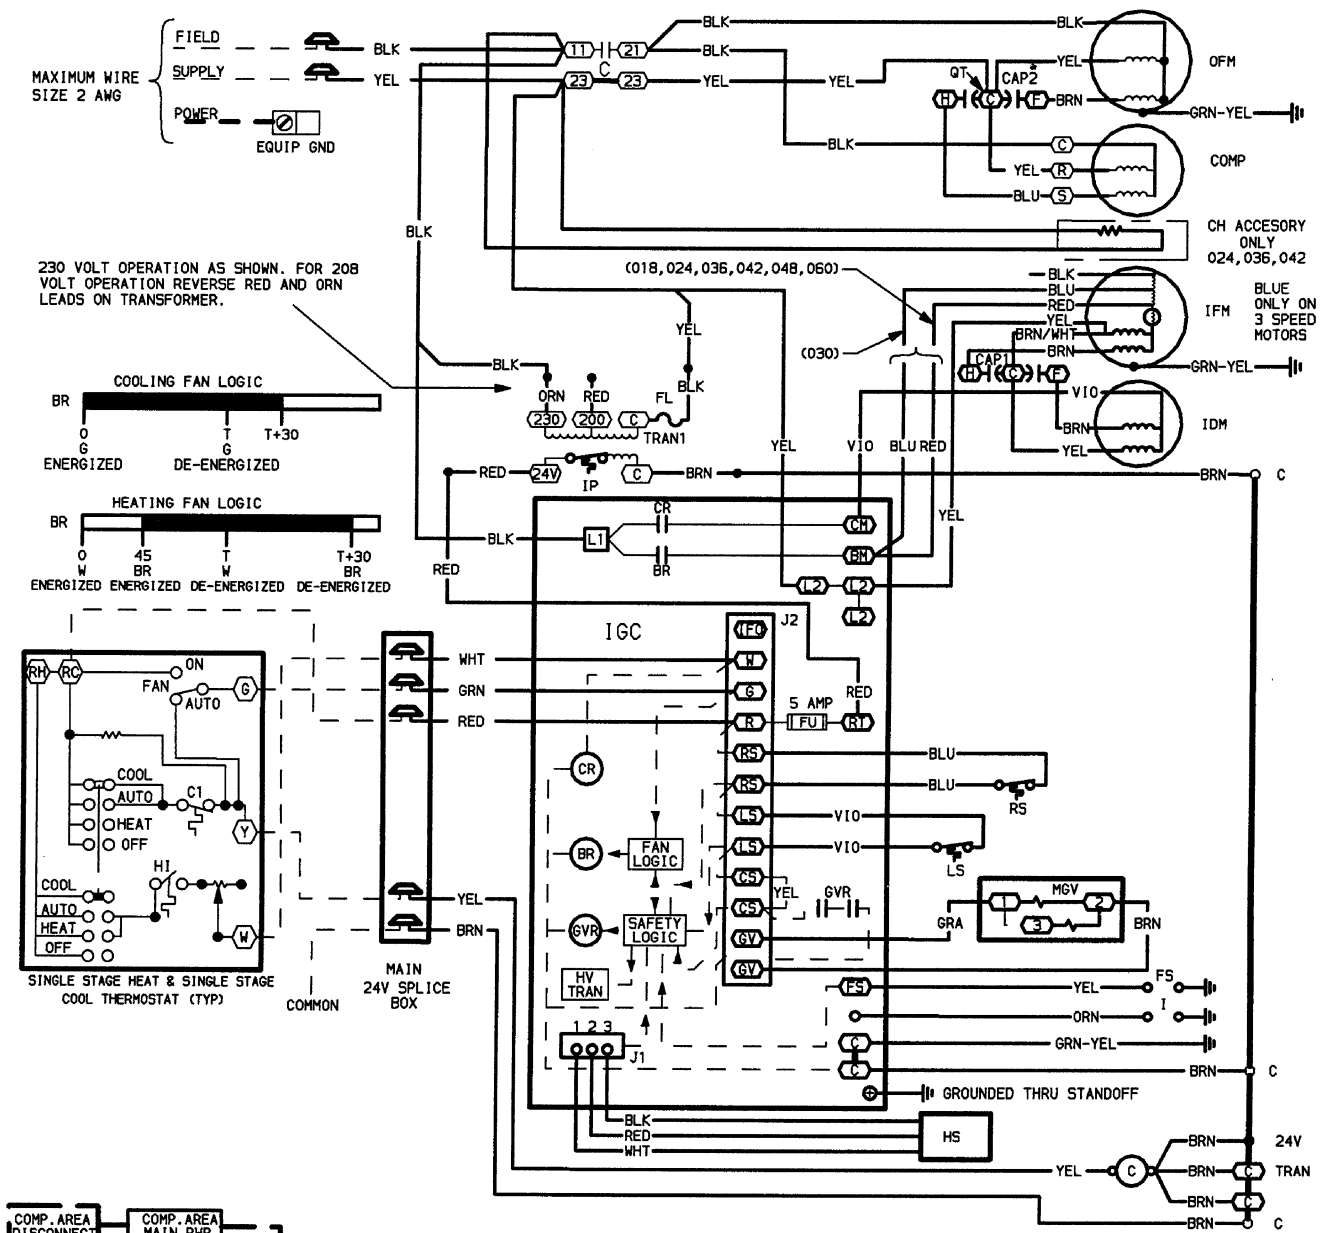 FIELD
SUPPLY
POWER
MAXIMUM WIRE
SIZE 2 AWG
EQUIP GND
BLK
YEL
11
21
C
23
23
BLK
BLK
YEL
YEL
BLK
YEL
OFM
QT
CAP2
*
H
C
F
BRN
GRN-YEL
BLK
C
COMP
YEL
R
BLU
S
BLK
CH ACCESORY
ONLY
024,036,042
230 VOLT OPERATION AS SHOWN. FOR 208
VOLT OPERATION REVERSE RED AND ORN
LEADS ON TRANSFORMER.
(018,024,036,042,048,060)
(030)
BLK
BLU
RED
YEL
BRN/WHT
BRN
IFM
BLUE
ONLY ON
3 SPEED
MOTORS
CAP1
H
C
F
GRN-YEL
VIO
BRN
YEL
IDM
YEL
BLK
BLK
ORN
RED
FL
230
200
C
TRAN1
COOLING FAN LOGIC
BR
0
G
ENERGIZED
T
G
DE-ENERGIZED
T+30
YEL
VIO
BLU
RED
RED
24V
IP
C
BRN
BRN
C
HEATING FAN LOGIC
BR
0
W
ENERGIZED
45
BR
ENERGIZED
T
W
DE-ENERGIZED
T+30
BR
DE-ENERGIZED
BLK
L1
CR
BR
CM
BM
YEL
RED
L2
L2
L2
IGC
J2
IFO
W
G
R
RS
RS
LS
LS
CS
CS
GV
GV
RED
5 AMP
FU
RT
WHT
GRN
RED
YEL
BRN
RH
RC
ON
FAN
AUTO
G
COOL
AUTO
HEAT
OFF
C1
Y
HI
COOL
AUTO
HEAT
OFF
W
SINGLE STAGE HEAT & SINGLE STAGE
COOL THERMOSTAT (TYP)
COMMON
MAIN
24V SPLICE
BOX
CR
BR
FAN
LOGIC
GVR
SAFETY
LOGIC
HV
TRAN
1 2 3
J1
BLU
BLU
RS
VIO
VIO
LS
YEL
GVR
GRA
MGV
1
2
3
BRN
FS
YEL
FS
ORN
I
C
GRN-YEL
C
BRN
C
GROUNDED THRU STANDOFF
BLK
RED
WHT
HS
BRN
24V
YEL
C
BRN
C
TRAN
BRN
C
BRN
C
COMP.AREA
DISCONNECT
COMP.AREA
MAIN PWR